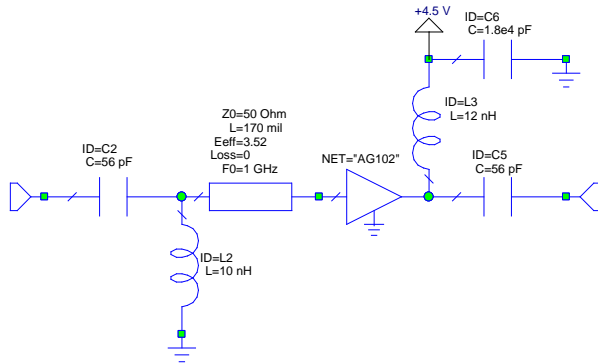 +4.5 V
ID=C6
C=1.8e4 pF
ID=L3
L=12 nH
Z0=50 Ohm
L=170 mil
Eeff=3.52
Loss=0
F0=1 GHz
ID=C2
C=56 pF
NET="AG102"
ID=C5
C=56 pF
ID=L2
L=10 nH